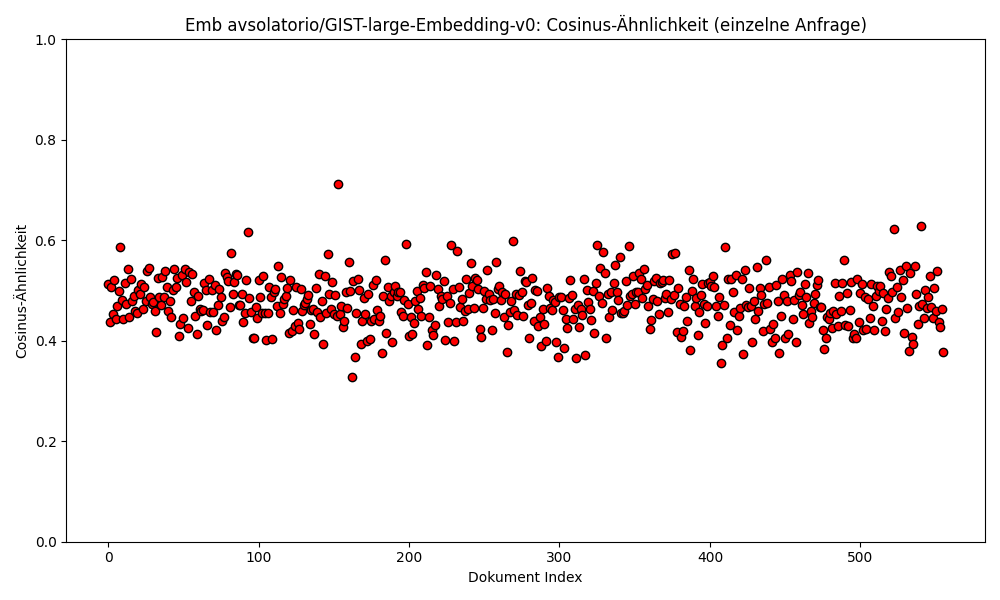 Emb avsolatorio/GIST-large-Embedding-v0: Cosinus-Ähnlichkeit (einzelne Anfrage)
1.0
0.8
0.6
0.4
0.2
0.0
Cosinus-Ähnlichkeit
0 100 200 300 400 500
Dokument Index